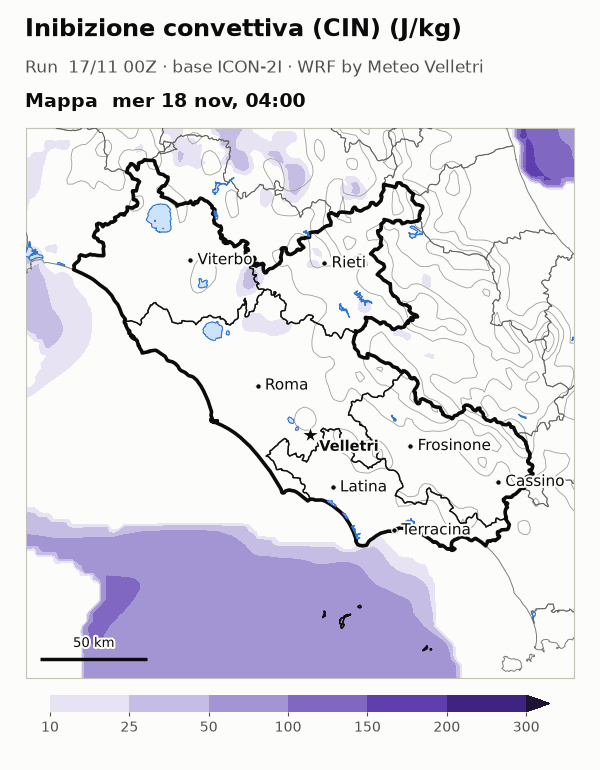 Inibizione convettiva (CIN) (J/kg)
Run  17/11 00Z · base ICON-2I · WRF by Meteo Velletri
Mappa  mer 18 nov, 04:00
Viterbo
Rieti
Roma
Velletri
Frosinone
Cassino
Latina
Terracina
50 km
10 25 50 100 150 200 300